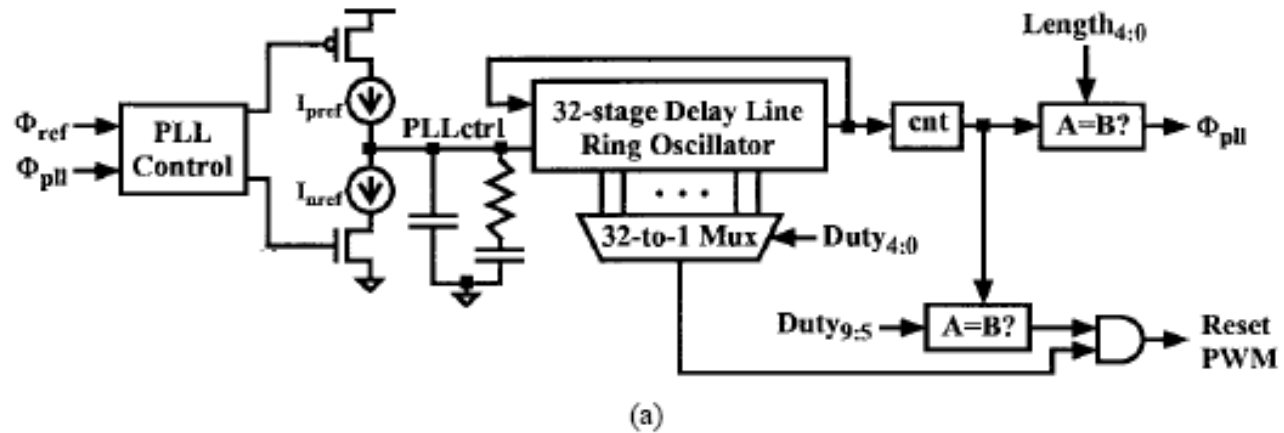 Length4:0
Φref
Φpll
PLL
Control
Ipref
Inref
PLLctrl
32-stage Delay Line
Ring Oscillator
cnt
A=B?
Φpll
• • •
32-to-1 Mux
Duty4:0
Duty9:5
A=B?
Reset
PWM
(a)